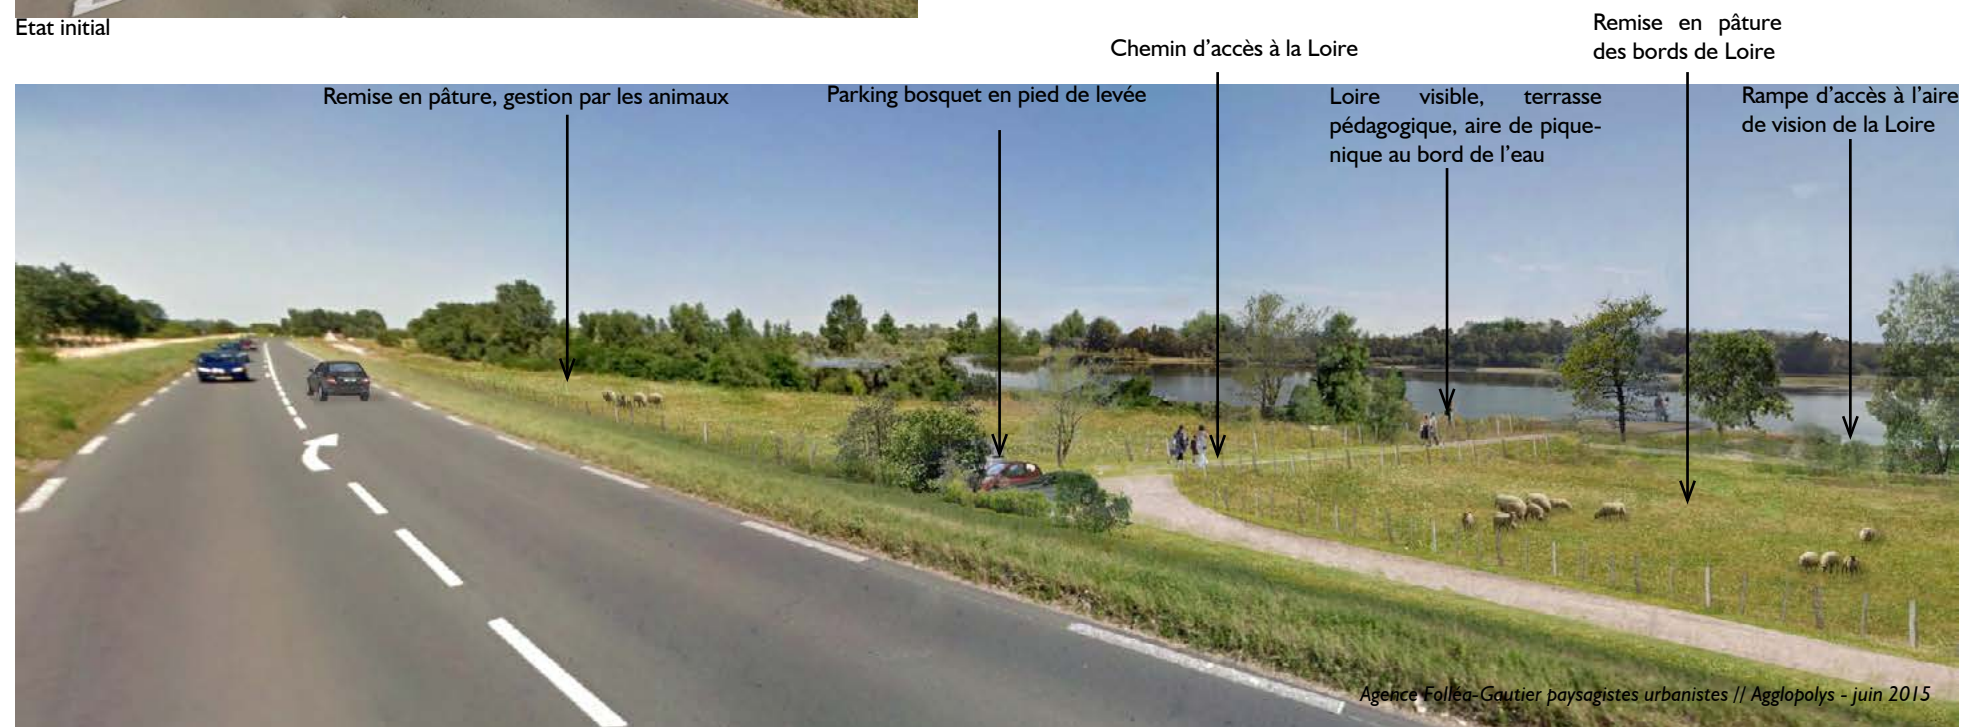 Etat initial
Chemin d’accès à la Loire
Remise en pâture
des bords de Loire
Remise en pâture, gestion par les animaux
Parking bosquet en pied de levée
Loire visible, terrasse
pédagogique, aire de pique-
nique au bord de l’eau
Rampe d’accès à l’aire
de vision de la Loire
Agence Folléa-Gautier paysagistes urbanistes // Agglopolys - juin 2015